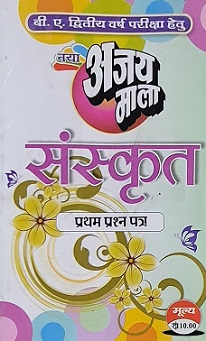 बी. ए. द्वितीय वर्ष परीक्षा हेतु
नया
अजय
माला
संस्कृत
प्रथम प्रश्न पत्र
मूल्य
10.00